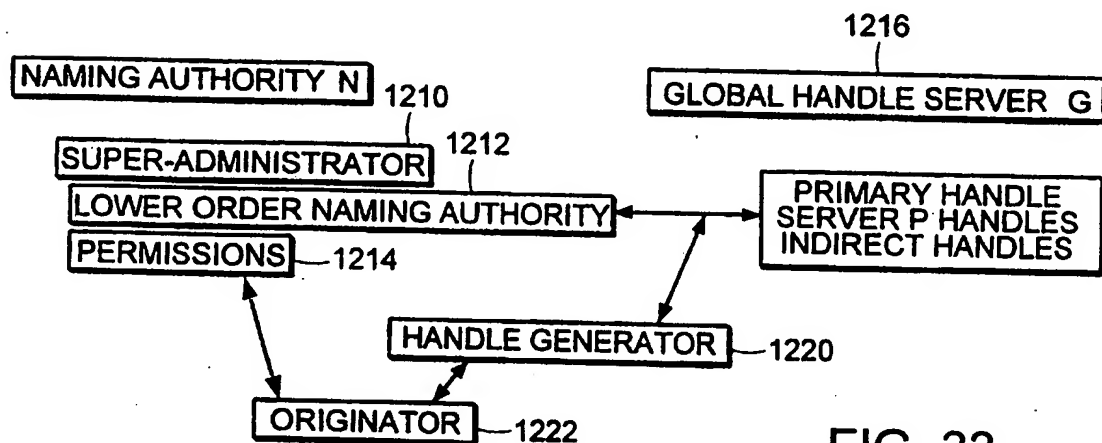 1216
NAMING AUTHORITY N
GLOBAL HANDLE SERVER G
1210
SUPER-ADMINISTRATOR
1212
LOWER ORDER NAMING AUTHORITY
PRIMARY HANDLE
SERVER P HANDLES
INDIRECT HANDLES
PERMISSIONS
1214
HANDLE GENERATOR
1220
ORIGINATOR
1222